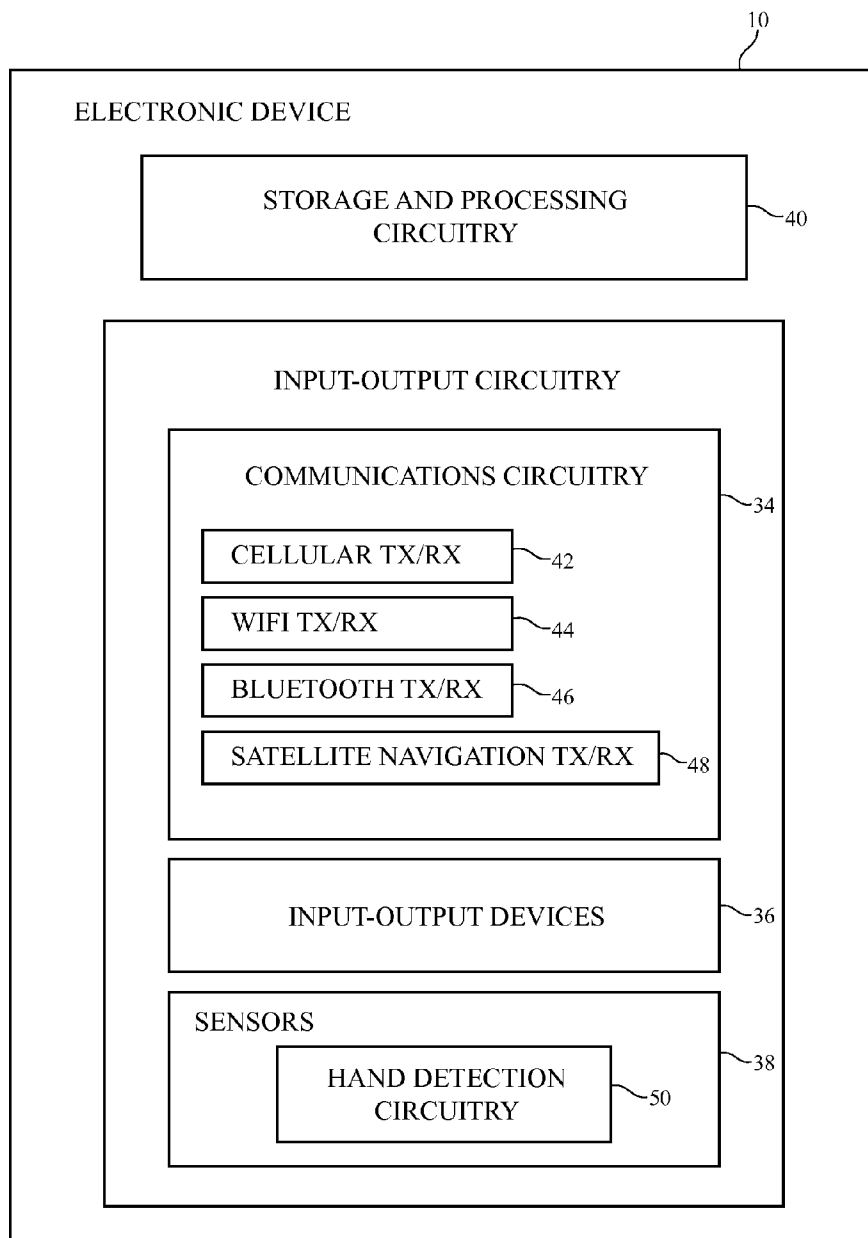 10
ELECTRONIC DEVICE
STORAGE AND PROCESSING
CIRCUITRY
40
INPUT-OUTPUT CIRCUITRY
COMMUNICATIONS CIRCUITRY
34
CELLULAR TX/RX
42
WIFI TX/RX
44
BLUETOOTH TX/RX
46
SATELLITE NAVIGATION TX/RX
48
INPUT-OUTPUT DEVICES
36
SENSORS
38
HAND DETECTION
CIRCUITRY
50